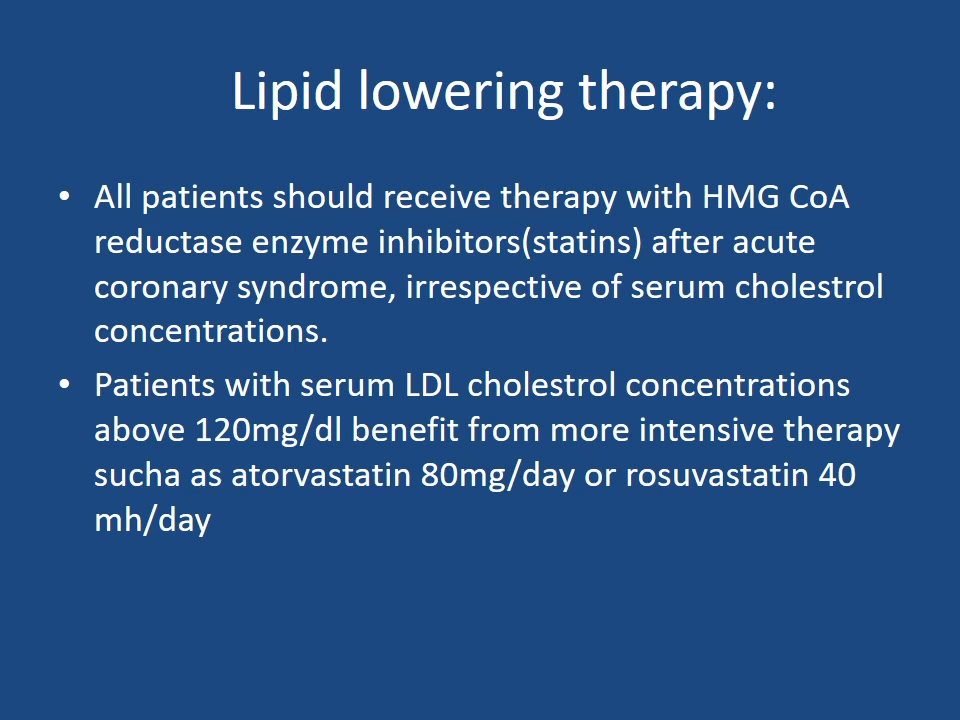 Lipid lowering therapy:
• All patients should receive therapy with HMG CoA
reductase enzyme inhibitors(statins) after acute
coronary syndrome, irrespective of serum cholestrol
concentrations.
• Patients with serum LDL cholestrol concentrations
above 120mg/dl benefit from more intensive therapy
sucha as atorvastatin 80mg/day or rosuvastatin 40
mh/day